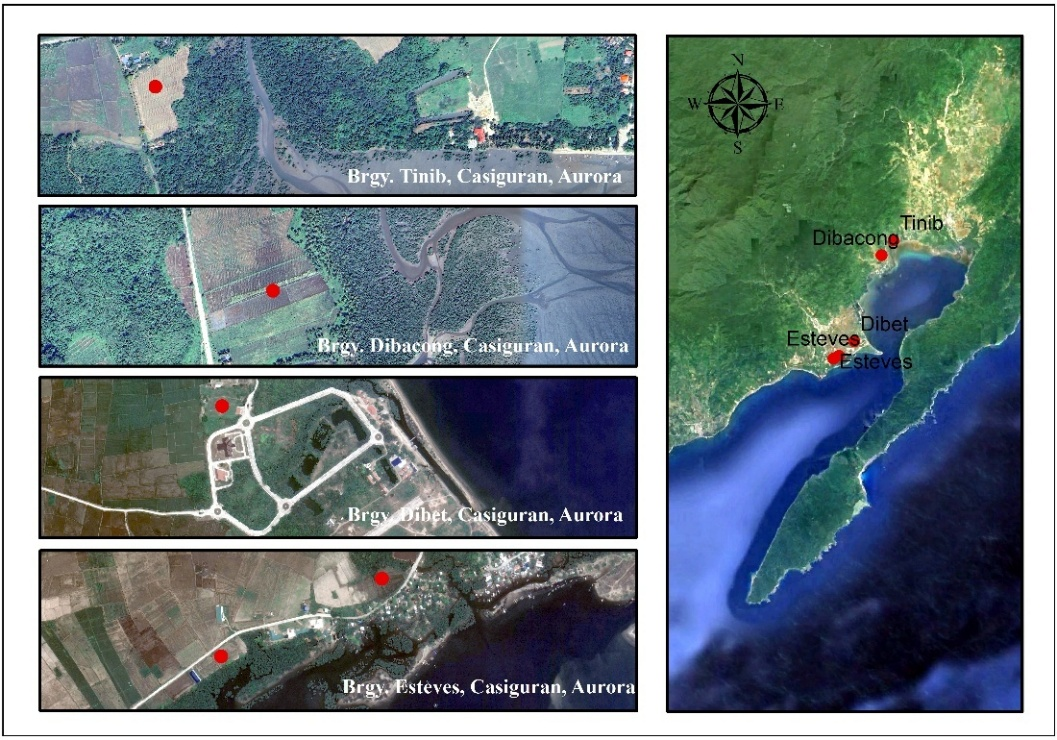 Brgy. Tinib, Casiguran, Aurora
Brgy. Dibacong, Casiguran, Aurora
Brgy. Dibet, Casiguran, Aurora
Brgy. Esteves, Casiguran, Aurora
N
W E
S
Tinib
Dibacong
Dibet
Esteves
Esteves